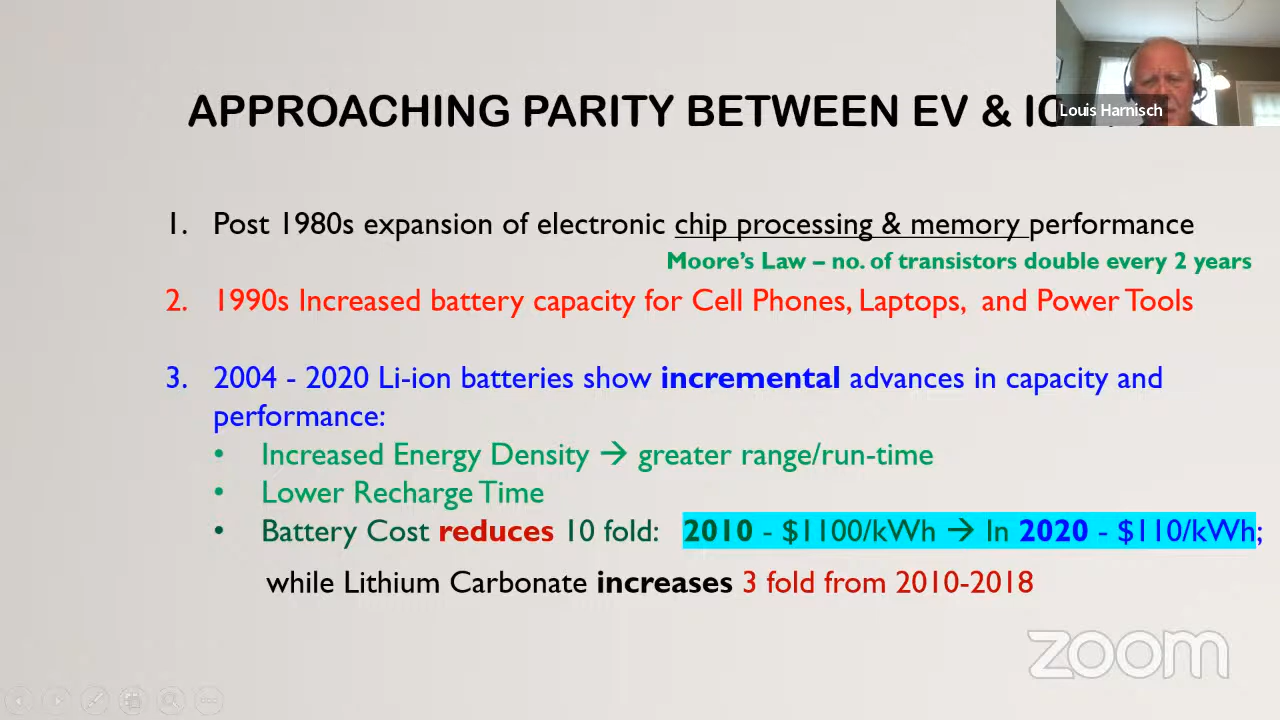 APPROACHING PARITY BETWEEN EV & IC
Louis Harnisch
1. Post 1980s expansion of electronic chip processing & memory performance
Moore's Law – no. of transistors double every 2 years
2. 1990s Increased battery capacity for Cell Phones, Laptops, and Power Tools
3. 2004 - 2020 Li-ion batteries show incremental advances in capacity and
performance:
• Increased Energy Density → greater range/run-time
• Lower Recharge Time
• Battery Cost reduces 10 fold: 2010 - $1100/kWh → In 2020 - $110/kWh;
while Lithium Carbonate increases 3 fold from 2010-2018
zoom